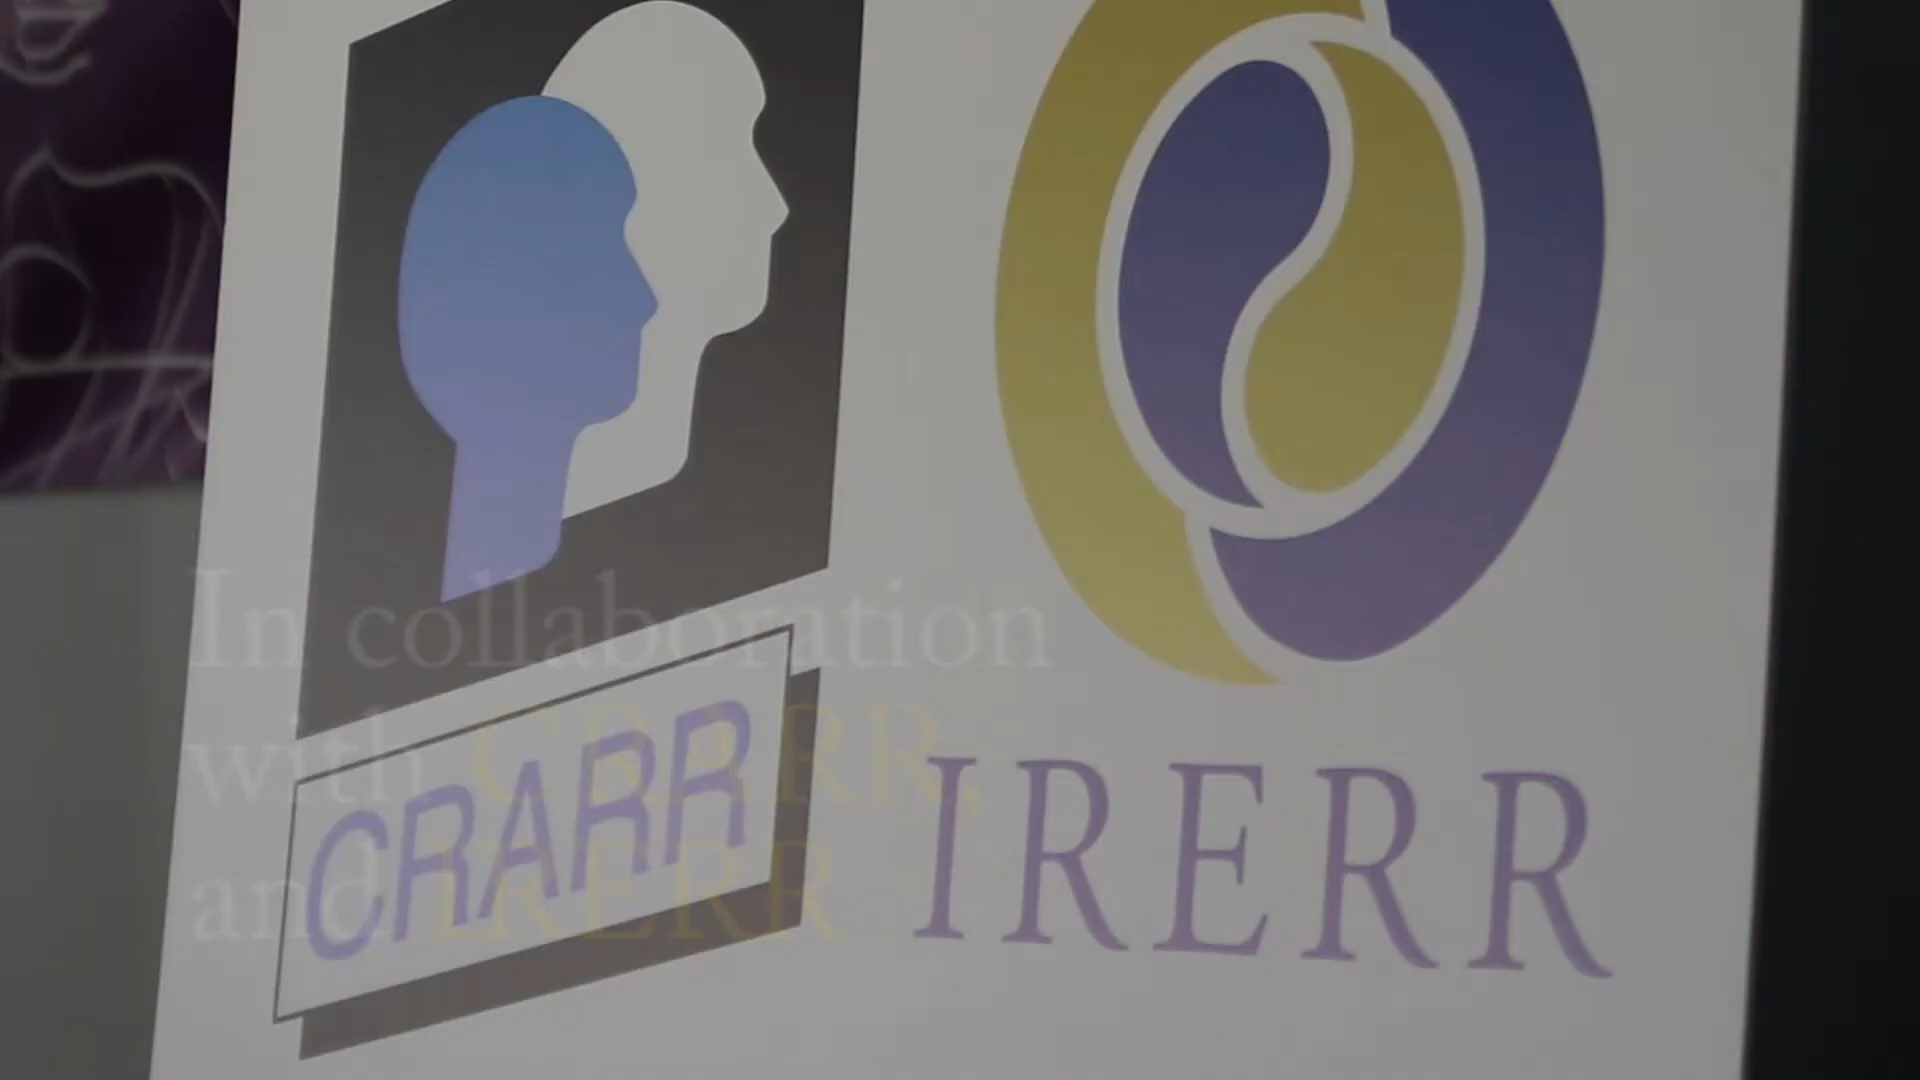 In collaboration
with CRARR,
and IRERR
CRARR
IRERR